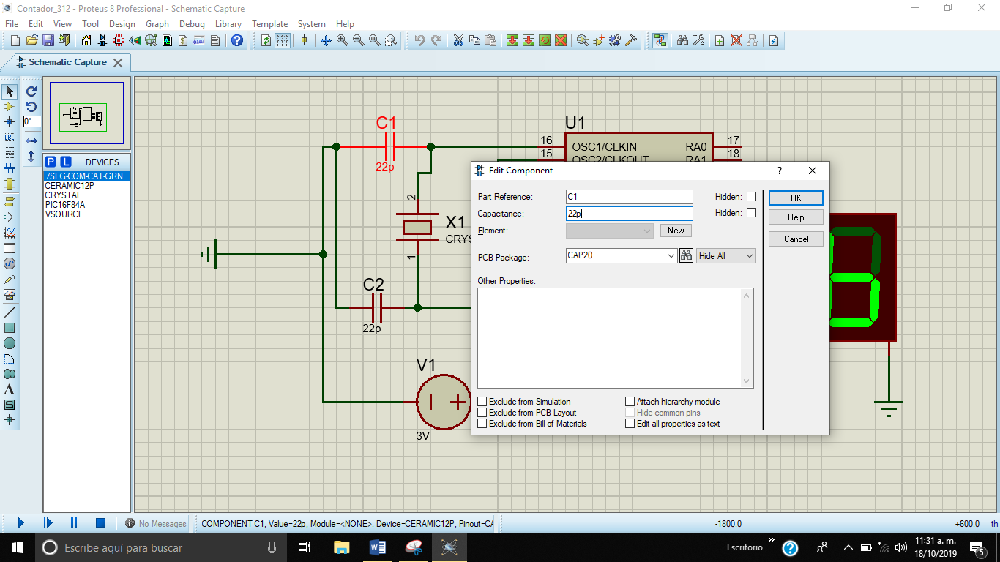 Contador_312 - Proteus 8 Professional - Schematic Capture
File Edit View Tool Design Graph Debug Library Template System Help
Schematic Capture
0°
LBL
P L DEVICES
7SEG-COM-CAT-GRN
CERAMIC12P
CRYSTAL
PIC16F84A
VSOURCE
A
S
C1
22p
U1
16
15
OSC1/CLKIN
OSC2/CLKOUT
RA0
RA1
17
18
2
X1
CRYS
1
C2
22p
V1
3V
Edit Component
?
Part Reference:
C1
Hidden:
OK
Capacitance:
22p
Hidden:
Help
Element:
New
Cancel
PCB Package:
CAP20
Hide All
Other Properties:
Exclude from Simulation
Attach hierarchy module
Exclude from PCB Layout
Hide common pins
Exclude from Bill of Materials
Edit all properties as text
No Messages
COMPONENT C1, Value=22p, Module=<NONE>. Device=CERAMIC12P, Pinout=CA
-1800.0
+600.0
th
Escribe aquí para buscar
Escritorio
11:31 a. m.
18/10/2019
5